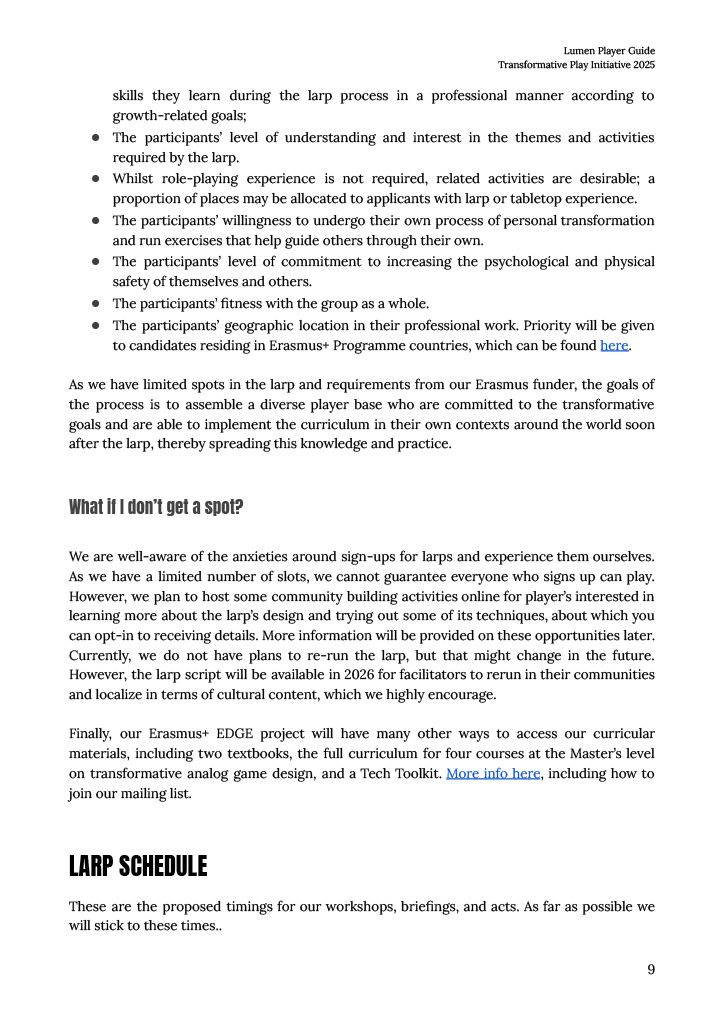 Lumen Player Guide
Transformative Play Initiative 2025
skills they learn during the larp process in a professional manner according to
growth-related goals;
● The participants' level of understanding and interest in the themes and activities
required by the larp.
● Whilst role-playing experience is not required, related activities are desirable; a
proportion of places may be allocated to applicants with larp or tabletop experience.
● The participants' willingness to undergo their own process of personal transformation
and run exercises that help guide others through their own.
● The participants' level of commitment to increasing the psychological and physical
safety of themselves and others.
● The participants' fitness with the group as a whole.
● The participants' geographic location in their professional work. Priority will be given
to candidates residing in Erasmus+ Programme countries, which can be found here.
As we have limited spots in the larp and requirements from our Erasmus funder, the goals of
the process is to assemble a diverse player base who are committed to the transformative
goals and are able to implement the curriculum in their own contexts around the world soon
after the larp, thereby spreading this knowledge and practice.
What if I don't get a spot?
We are well-aware of the anxieties around sign-ups for larps and experience them ourselves.
As we have a limited number of slots, we cannot guarantee everyone who signs up can play.
However, we plan to host some community building activities online for player's interested in
learning more about the larp's design and trying out some of its techniques, about which you
can opt-in to receiving details. More information will be provided on these opportunities later.
Currently, we do not have plans to re-run the larp, but that might change in the future.
However, the larp script will be available in 2026 for facilitators to rerun in their communities
and localize in terms of cultural content, which we highly encourage.
Finally, our Erasmus+ EDGE project will have many other ways to access our curricular
materials, including two textbooks, the full curriculum for four courses at the Master's level
on transformative analog game design, and a Tech Toolkit. More info here, including how to
join our mailing list.
LARP SCHEDULE
These are the proposed timings for our workshops, briefings, and acts. As far as possible we
will stick to these times..
9